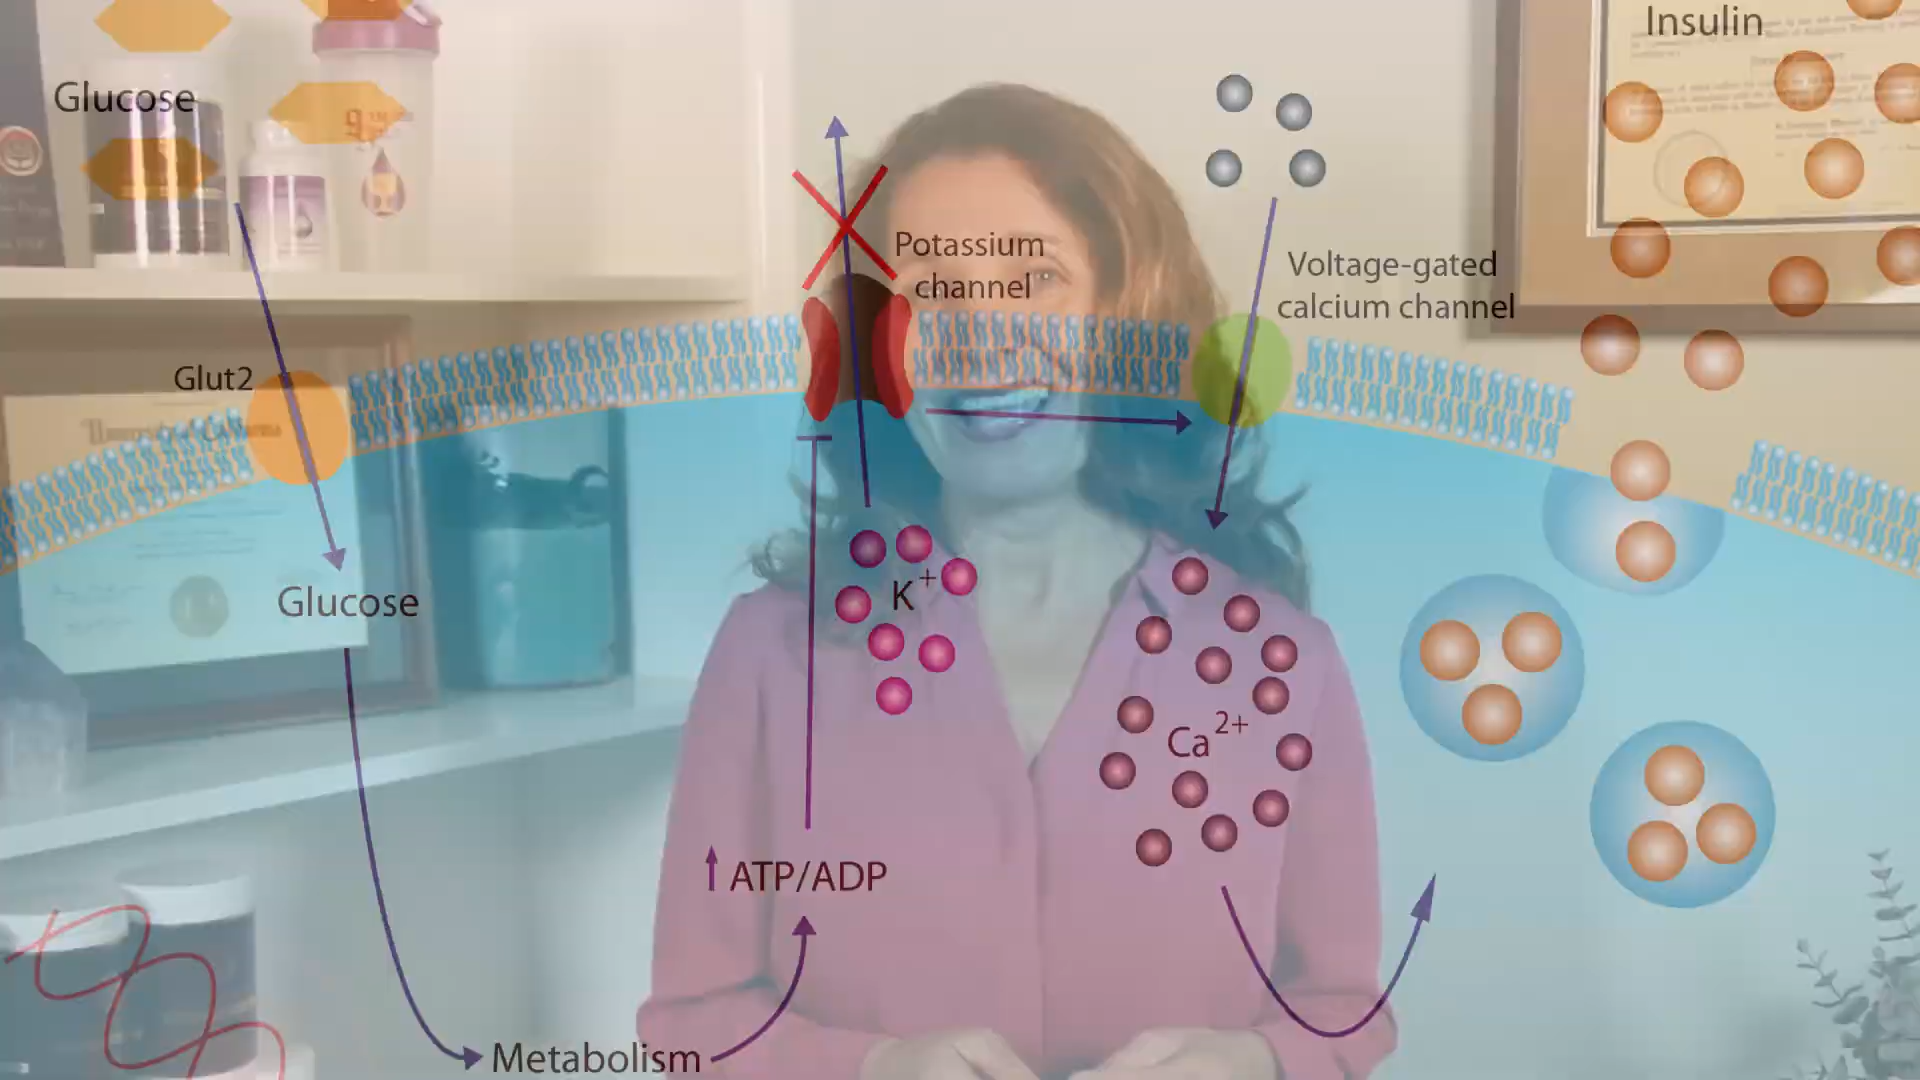 Insulin
Glucose
Potassium
channel
Voltage-gated
calcium channel
Glut2
Glucose
K+
Ca2+
ATP/ADP
Metabolism